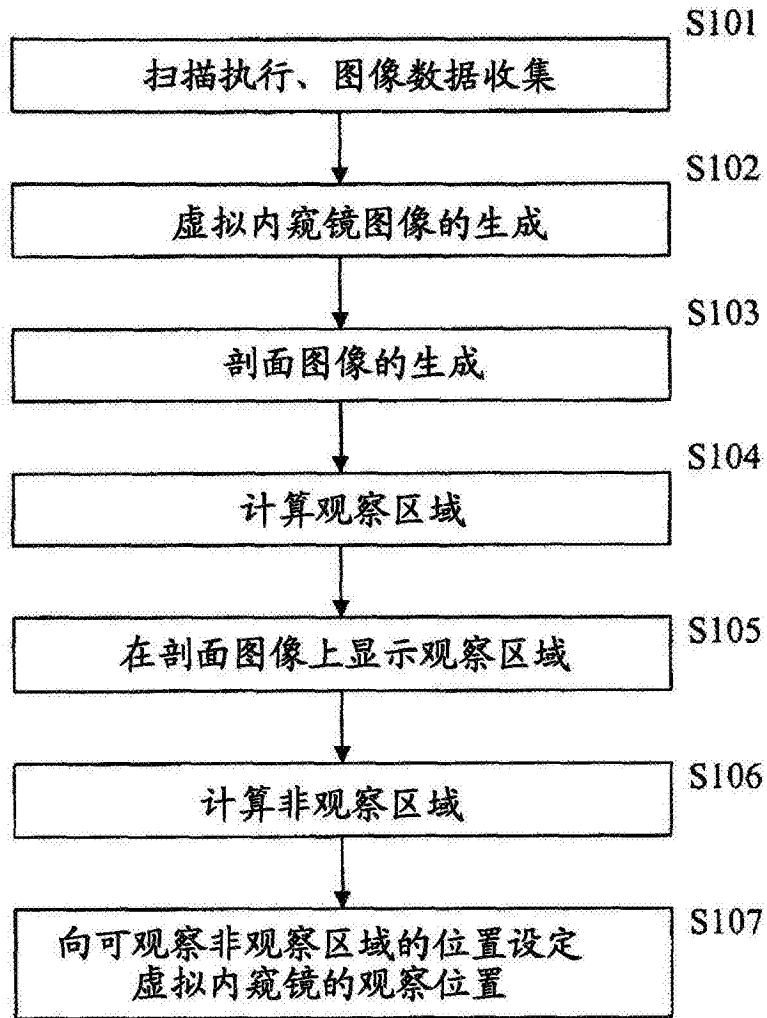 S101
扫描执行、图像数据收集
S102
虚拟内窥镜图像的生成
S103
剖面图像的生成
S104
计算观察区域
S105
在剖面图像上显示观察区域
S106
计算非观察区域
S107
向可观察非观察区域的位置设定
虚拟内窥镜的观察位置